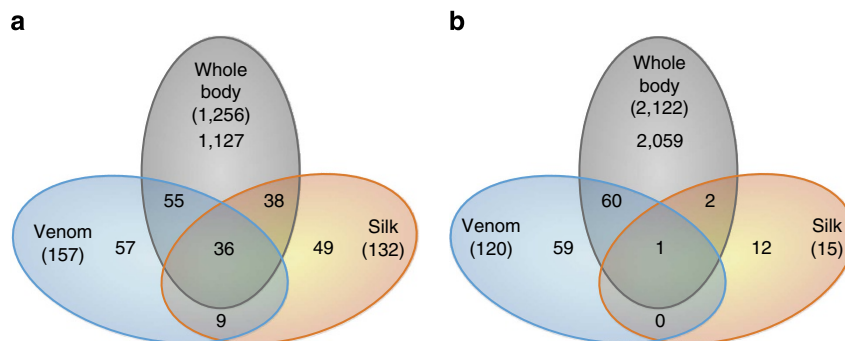 a
Whole
body
(1,256)
1,127
55
38
Venom
(157)
57
36
49
Silk
(132)
9
b
Whole
body
(2,122)
2,059
60
2
Venom
(120)
59
1
12
Silk
(15)
0